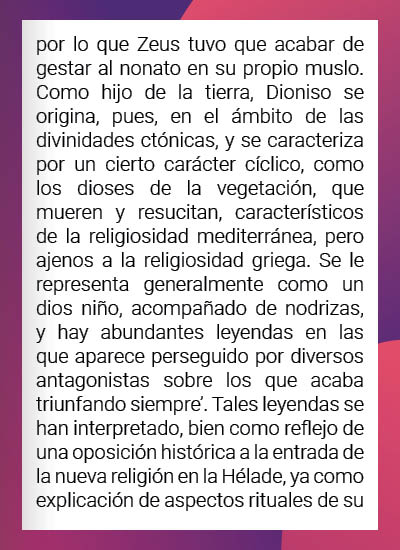 por lo que Zeus tuvo que acabar de
gestar al nonato en su propio muslo.
Como hijo de la tierra, Dioniso se
origina, pues, en el ámbito de las
divinidades ctónicas, y se caracteriza
por un cierto carácter cíclico, como
los dioses de la vegetación, que
mueren y resucitan, característicos
de la religiosidad mediterránea, pero
ajenos a la religiosidad griega. Se le
representa generalmente como un
dios niño, acompañado de nodrizas,
y hay abundantes leyendas en las
que aparece perseguido por diversos
antagonistas sobre los que acaba
triunfando siempre’. Tales leyendas se
han interpretado, bien como reflejo de
una oposición histórica a la entrada de
la nueva religión en la Hélade, ya como
explicación de aspectos rituales de su